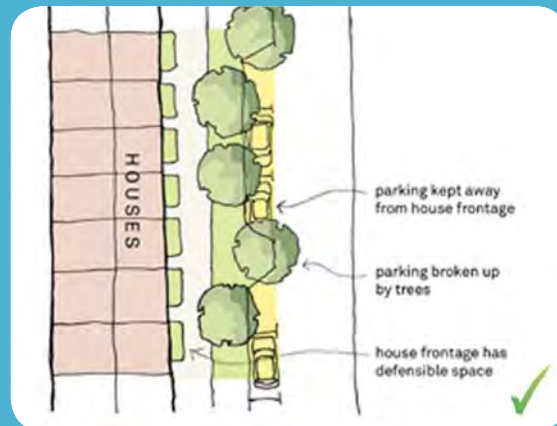 HOUSES
parking kept away
from house frontage
parking broken up
by trees
house frontage has
defensible space